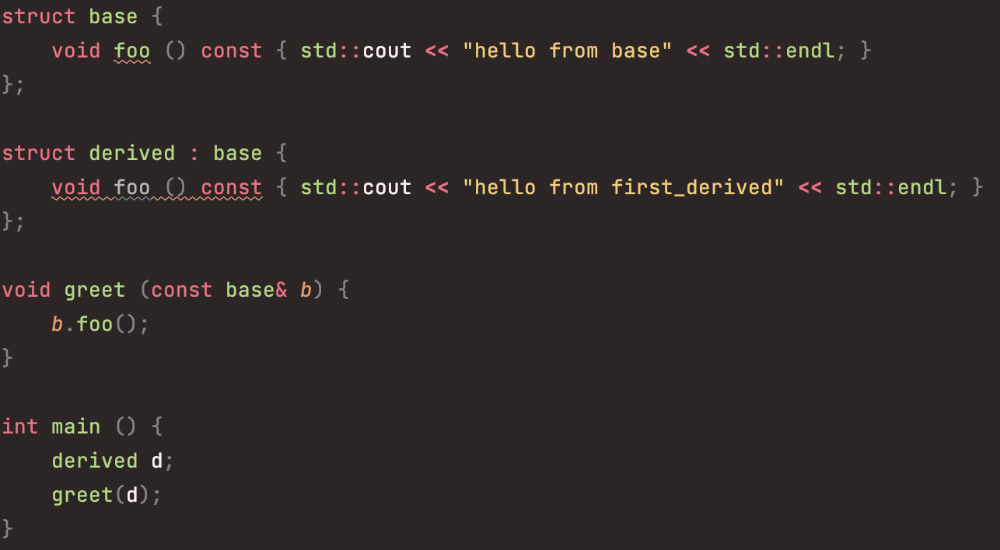 struct base {
    void foo () const { std::cout << "hello from base" << std::endl; }
};

struct derived : base {
    void foo () const { std::cout << "hello from first_derived" << std::endl; }
};

void greet (const base& b) {
    b.foo();
}

int main () {
    derived d;
    greet(d);
}